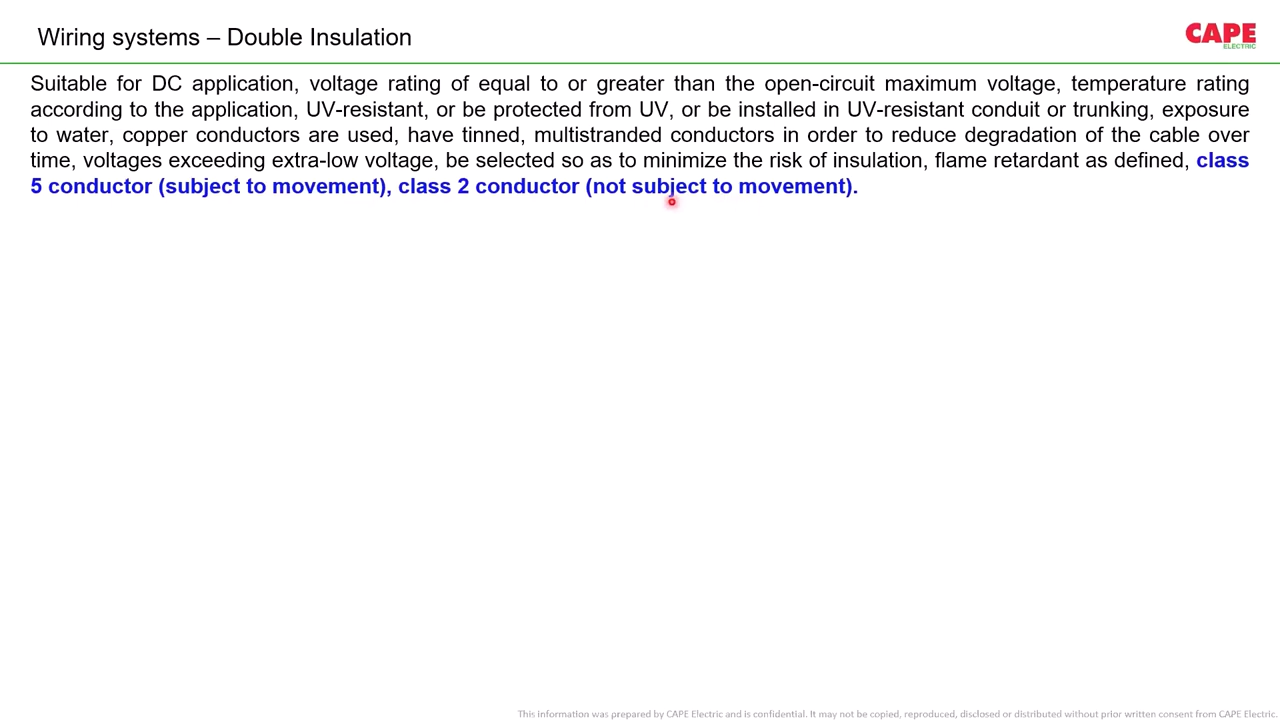 Wiring systems – Double Insulation
CAPE
ELECTRIC
Suitable for DC application, voltage rating of equal to or greater than the open-circuit maximum voltage, temperature rating
according to the application, UV-resistant, or be protected from UV, or be installed in UV-resistant conduit or trunking, exposure
to water, copper conductors are used, have tinned, multistranded conductors in order to reduce degradation of the cable over
time, voltages exceeding extra-low voltage, be selected so as to minimize the risk of insulation, flame retardant as defined, class
5 conductor (subject to movement), class 2 conductor (not subject to movement).
This information was prepared by CAPE Electric and is confidential. It may not be copied, reproduced, disclosed or distributed without prior written consent from CAPE Electric.